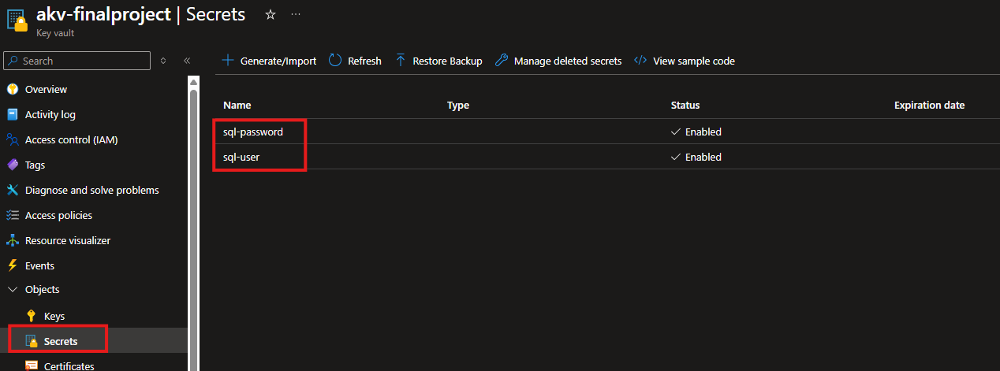 akv-finalproject | Secrets
Key vault
Search
Generate/Import Refresh Restore Backup Manage deleted secrets View sample code
Overview
Activity log
Access control (IAM)
Tags
Diagnose and solve problems
Access policies
Resource visualizer
Events
Objects
Keys
Secrets
Certificates
Name Type Status Expiration date
sql-password Enabled
sql-user Enabled